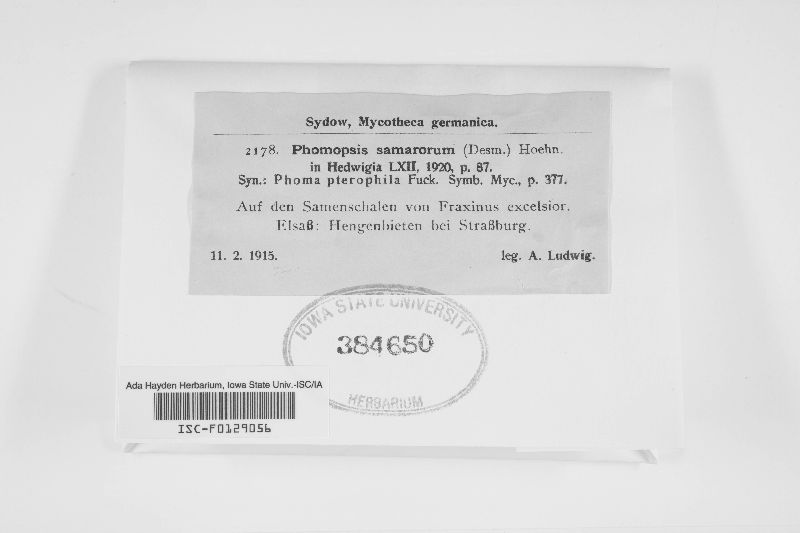 Sydow, Mycotheca germanica.
2178. Phomopsis samarorum (Desm.) Hoehn.
in Hedwigia LXII, 1920, p. 87.
Syn.: Phoma pterophila Fuck. Symb. Myc., p. 377.
Auf den Samenschalen von Fraxinus excelsior.
Elsaß: Hengenbieten bei Straßburg.
11. 2. 1915. leg. A. Ludwig.
IOWA STATE UNIVERSITY
384650
HERBARIUM
Ada Hayden Herbarium, Iowa State Univ.-ISC/IA
ISC-F0129056